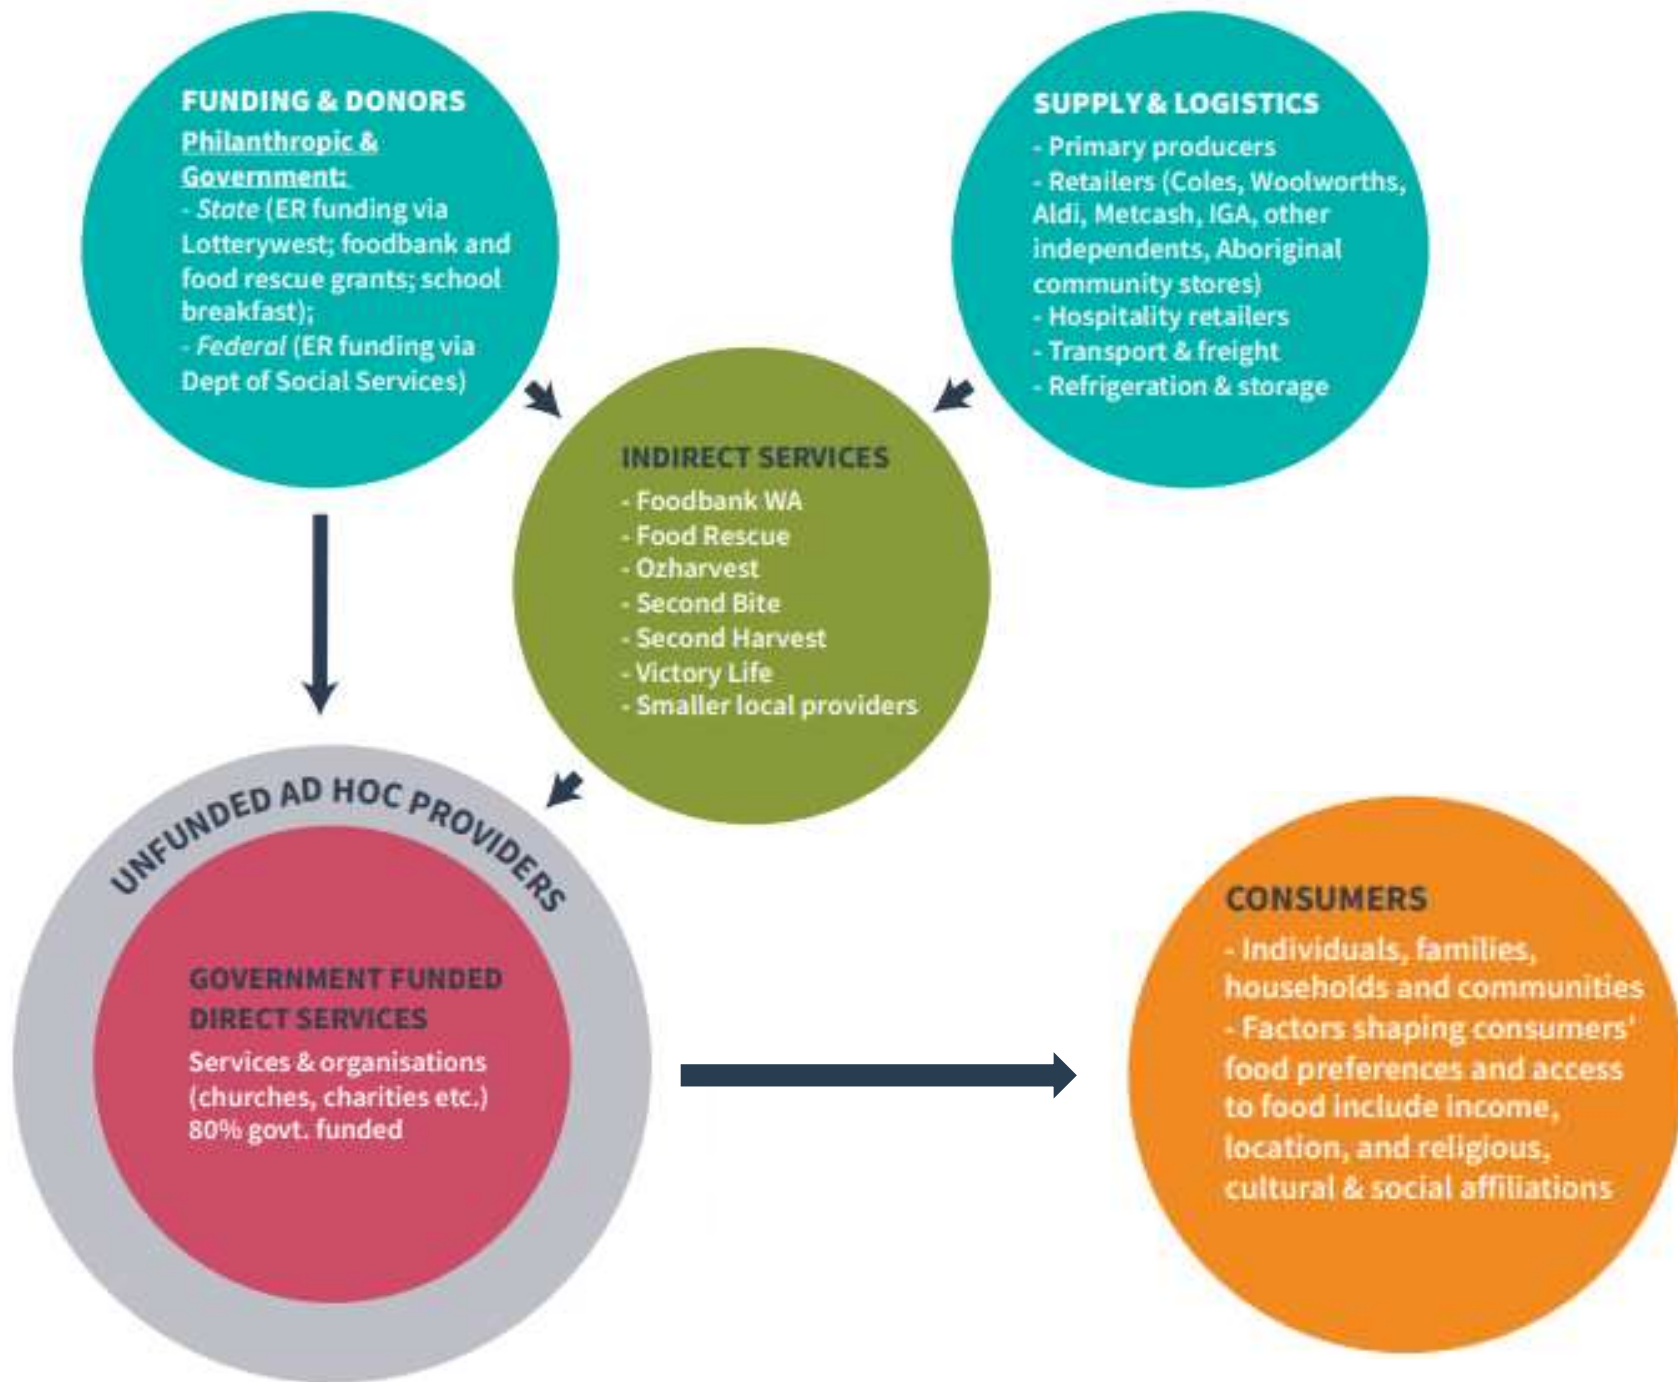 FUNDING & DONORS
Philanthropic &
Government:
- State (ER funding via
Lotterywest; foodbank and
food rescue grants; school
breakfast);
- Federal (ER funding via
Dept of Social Services)
SUPPLY & LOGISTICS
- Primary producers
- Retailers (Coles, Woolworths,
Aldi, Metcash, IGA, other
independents, Aboriginal
community stores)
- Hospitality retailers
- Transport & freight
- Refrigeration & storage
INDIRECT SERVICES
- Foodbank WA
- Food Rescue
- Ozharvest
- Second Bite
- Second Harvest
- Victory Life
- Smaller local providers
UNFUNDED AD HOC PROVIDERS
GOVERNMENT FUNDED
DIRECT SERVICES
Services & organisations
(churches, charities etc.)
80% govt. funded
CONSUMERS
- Individuals, families,
households and communities
- Factors shaping consumers'
food preferences and access
to food include income,
location, and religious,
cultural & social affiliations